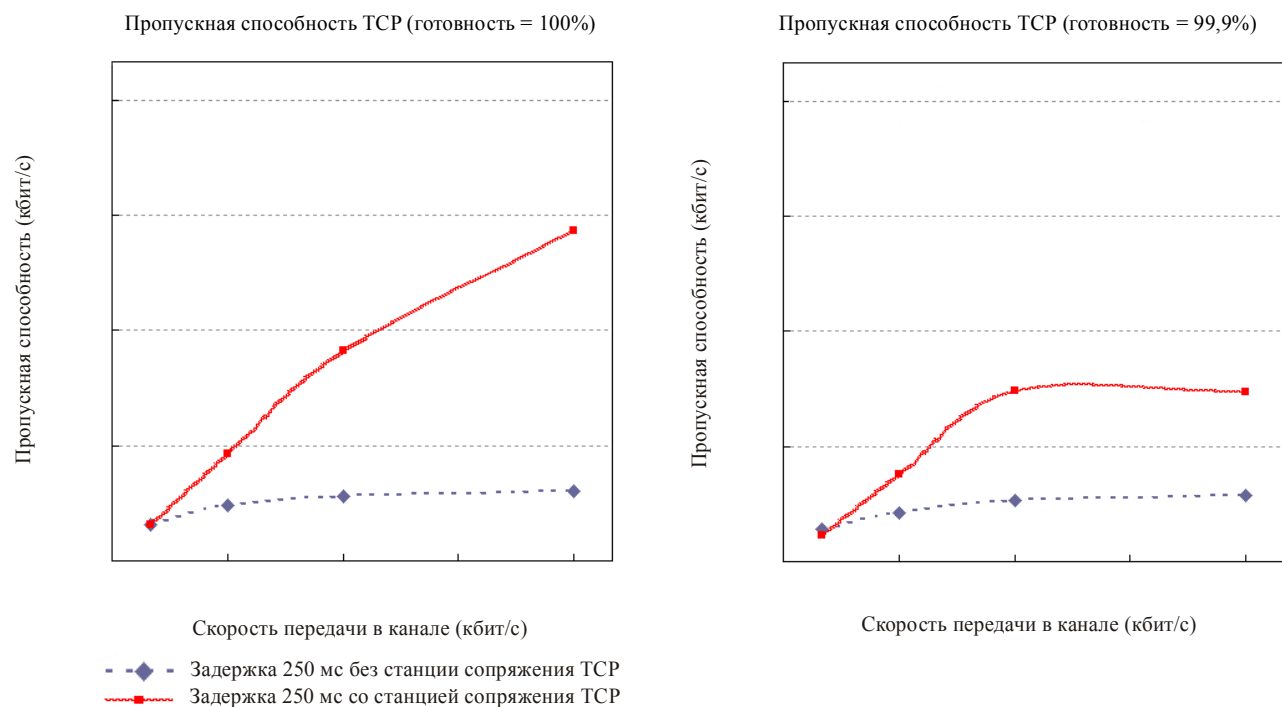 Пропускная способность TCP (готовность = 100%)
Пропускная способность TCP (готовность = 99,9%)
Пропускная способность (кбит/с)
Пропускная способность (кбит/с)
Скорость передачи в канале (кбит/с)
Скорость передачи в канале (кбит/с)
Задержка 250 мс без станции сопряжения TCP
Задержка 250 мс со станцией сопряжения TCP